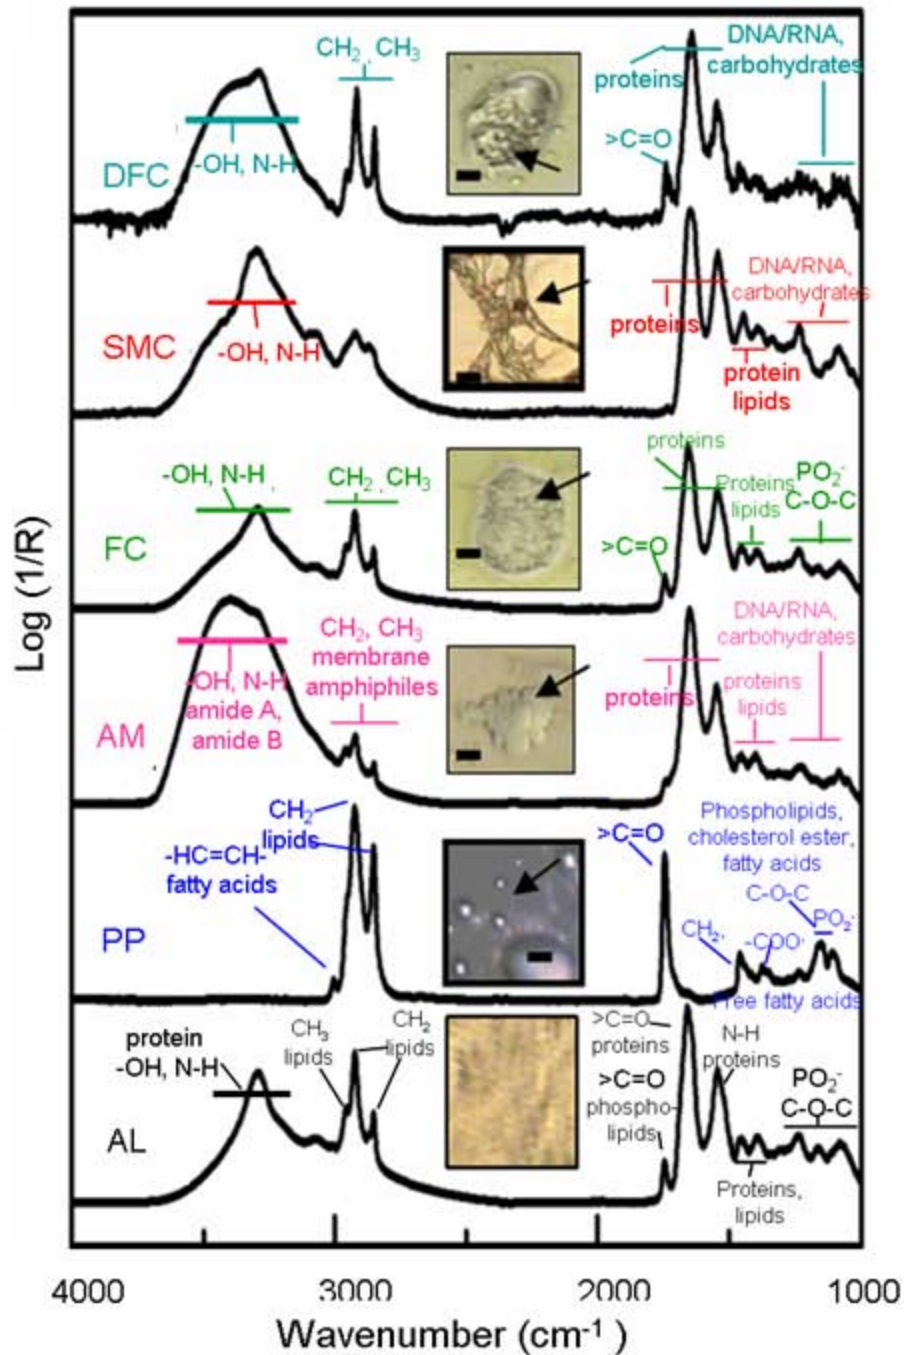 CH₂, CH₃
DNA/RNA,
carbohydrates
proteins
>C=O
-OH, N-H
DFC
DNA/RNA,
carbohydrates
proteins
-OH, N-H
SMC
protein
lipids
proteins
-OH, N-H
CH₂, CH₃
Proteins
lipids
PO₂⁻
C-O-C
>C=O
FC
DNA/RNA,
carbohydrates
CH₂, CH₃
membrane
amphiphiles
proteins
lipids
-OH, N-H
amide A,
amide B
proteins
AM
CH₂
lipids
-HC=CH-
fatty acids
>C=O
Phospholipids,
cholesterol ester,
fatty acids
C-O-C
PO₂⁻
CH₂,
-COO⁻
PP
Free fatty acids
protein
-OH, N-H
CH₃
lipids
CH₂
lipids
>C=O
proteins
N-H
proteins
>C=O
phospho-
lipids
PO₂⁻
C-O-C
AL
Proteins,
lipids
Log (1/R)
4000 3000 2000 1000
Wavenumber (cm⁻¹ )